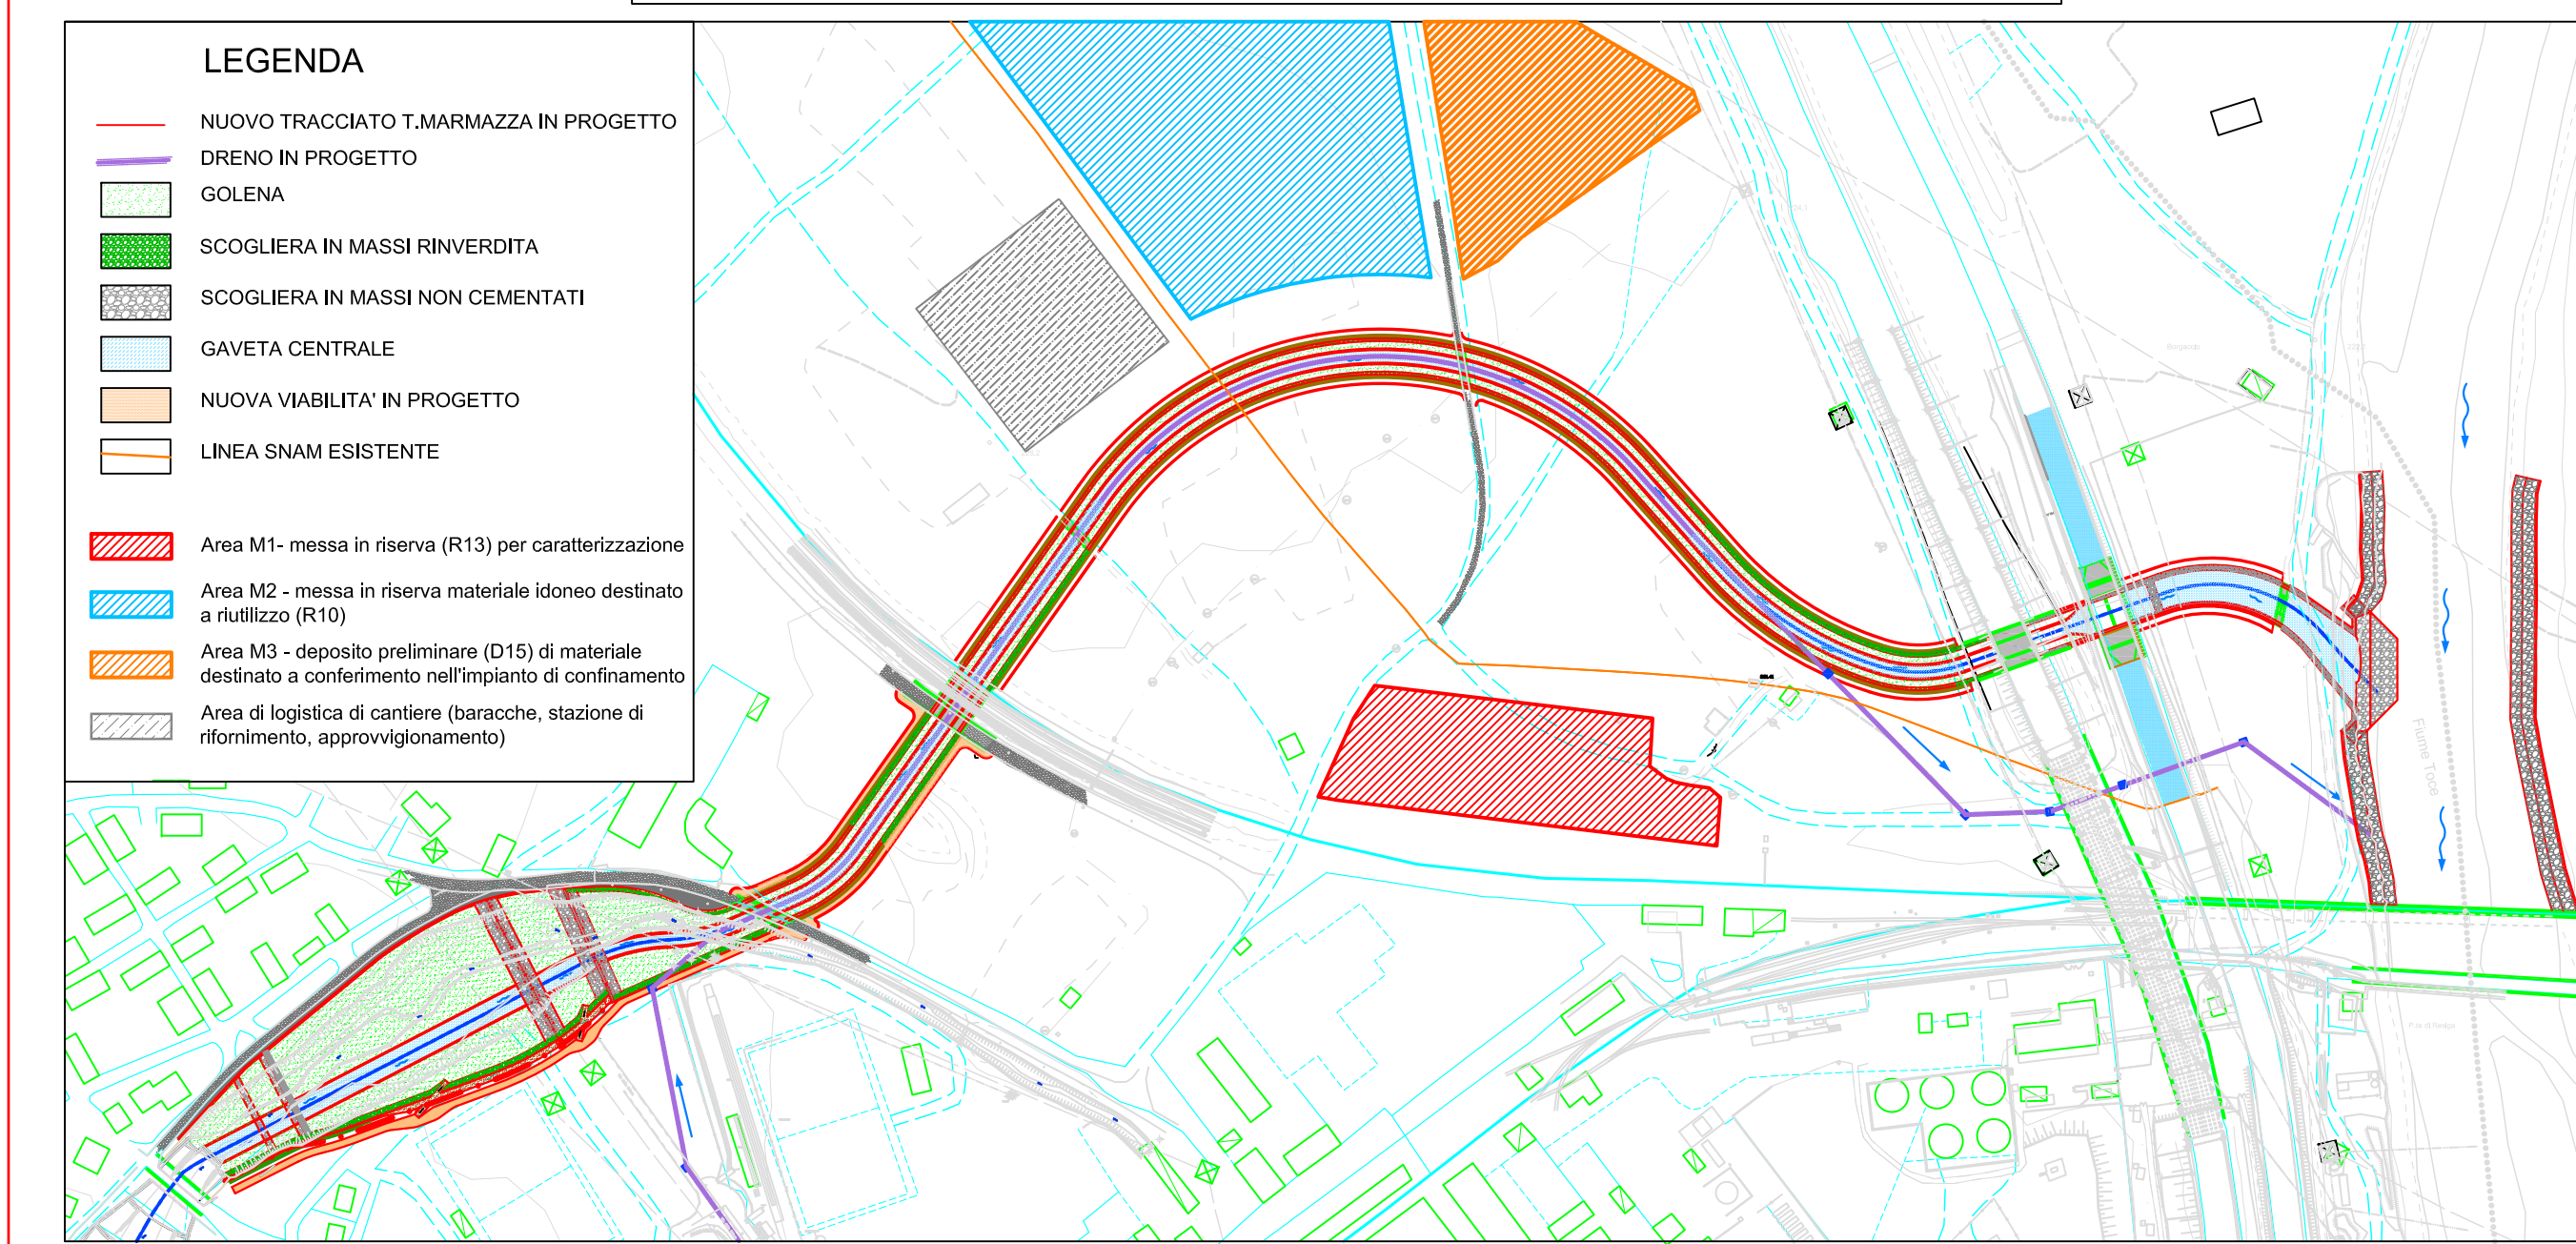 LEGENDA
NUOVO TRACCIATO T.MARMAZZA IN PROGETTO
DRENO IN PROGETTO
GOLENA
SCOGLIERA IN MASSI RINVERDITA
SCOGLIERA IN MASSI NON CEMENTATI
GAVETA CENTRALE
NUOVA VIABILITA' IN PROGETTO
LINEA SNAM ESISTENTE
Area M1- messa in riserva (R13) per caratterizzazione
Area M2 - messa in riserva materiale idoneo destinato
a riutilizzo (R10)
Area M3 - deposito preliminare (D15) di materiale
destinato a conferimento nell'impianto di confinamento
Area di logistica di cantiere (baracche, stazione di
rifornimento, approvvigionamento)
Fiume Toce